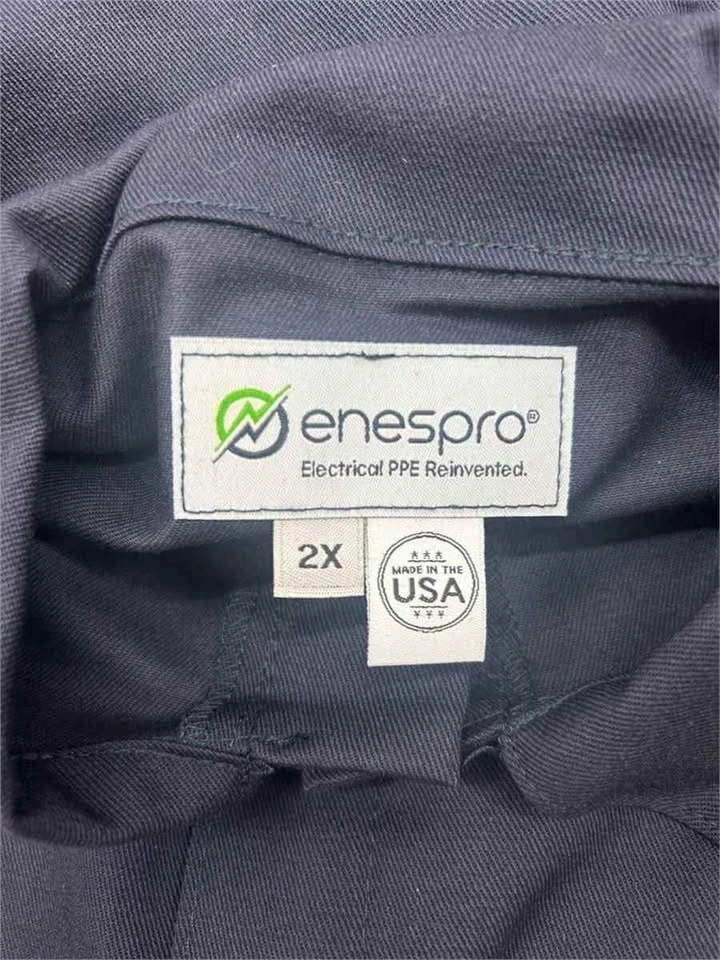 enespro®
Electrical PPE Reinvented.
2X
MADE IN THE
USA